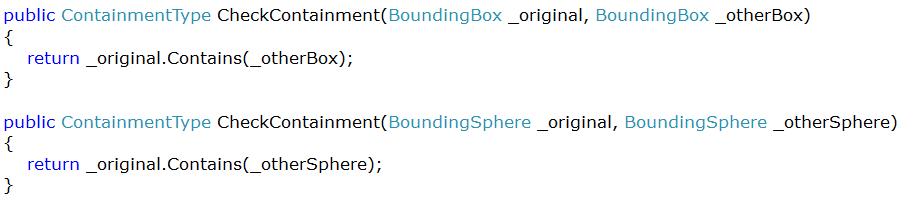 public ContainmentType CheckContainment(BoundingBox _original, BoundingBox _otherBox)
{
    return _original.Contains(_otherBox);
}
public ContainmentType CheckContainment(BoundingSphere _original, BoundingSphere _otherSphere)
{
    return _original.Contains(_otherSphere);
}